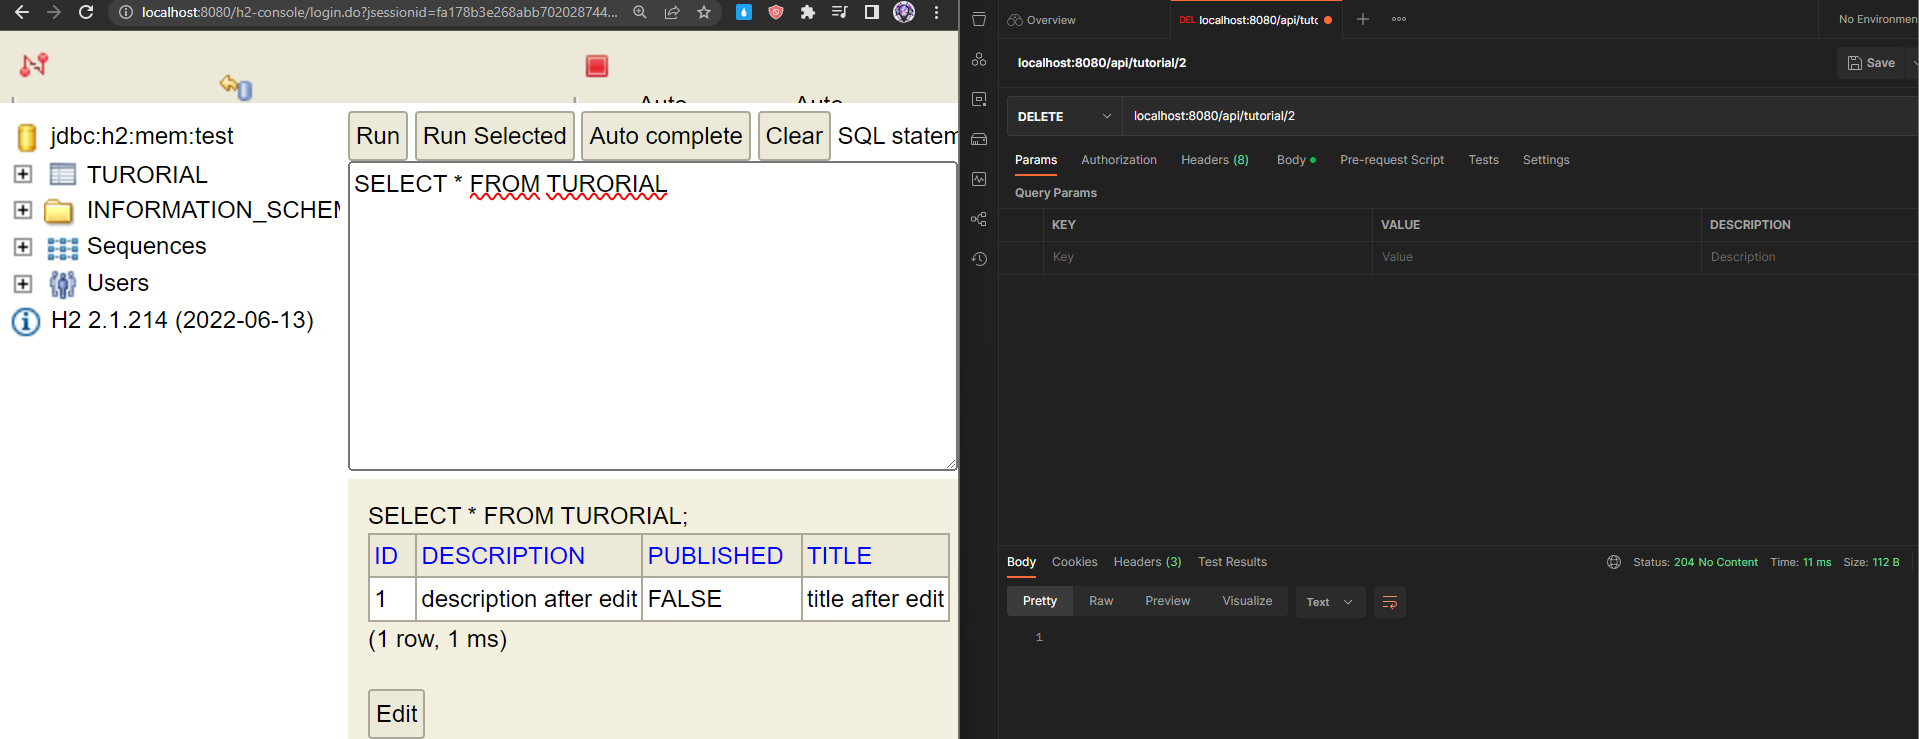 localhost:8080/h2-console/login.do?jsessionid=fa178b3e268abb702028744...
Auto
Auto
jdbc:h2:mem:test
TURORIAL
INFORMATION_SCHEM
Sequences
Users
H2 2.1.214 (2022-06-13)
Run
Run Selected
Auto complete
Clear
SQL statem
SELECT * FROM TURORIAL
SELECT * FROM TURORIAL;
ID DESCRIPTION PUBLISHED TITLE
1 description after edit FALSE title after edit
(1 row, 1 ms)
Edit
Overview
DEL localhost:8080/api/tuto
No Environmen
localhost:8080/api/tutorial/2
Save
DELETE
localhost:8080/api/tutorial/2
Params Authorization Headers (8) Body Pre-request Script Tests Settings
Query Params
KEY VALUE DESCRIPTION
Key Value Description
Body Cookies Headers (3) Test Results
Status: 204 No Content Time: 11 ms Size: 112 B
Pretty Raw Preview Visualize Text
1